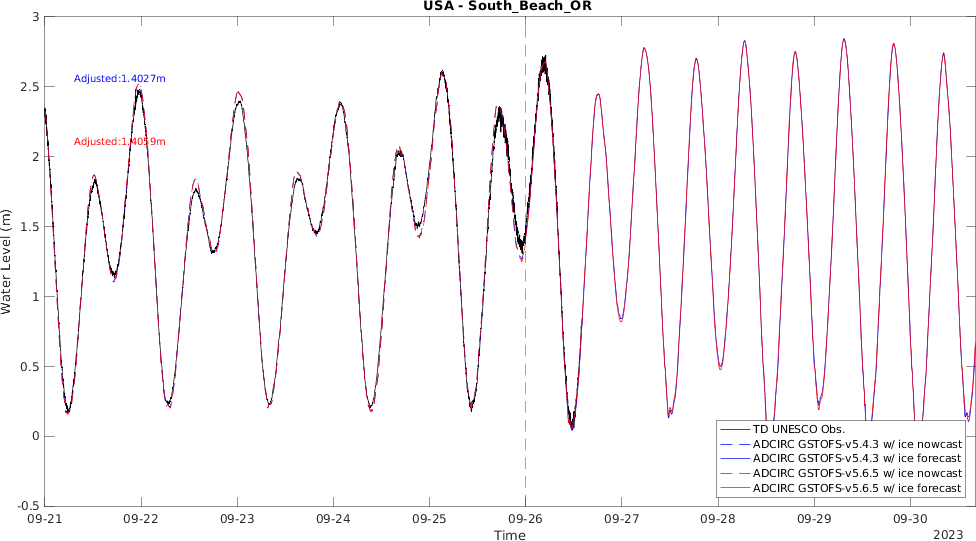 USA - South_Beach_OR
3
2.5
2
1.5
1
0.5
0
-0.5
Water Level (m)
Adjusted:1.4027m
Adjusted:1.4059m
TD UNESCO Obs.
ADCIRC GSTOFS-v5.4.3 w/ ice nowcast
ADCIRC GSTOFS-v5.4.3 w/ ice forecast
ADCIRC GSTOFS-v5.6.5 w/ ice nowcast
ADCIRC GSTOFS-v5.6.5 w/ ice forecast
09-21 09-22 09-23 09-24 09-25 09-26 09-27 09-28 09-29 09-30
Time
2023